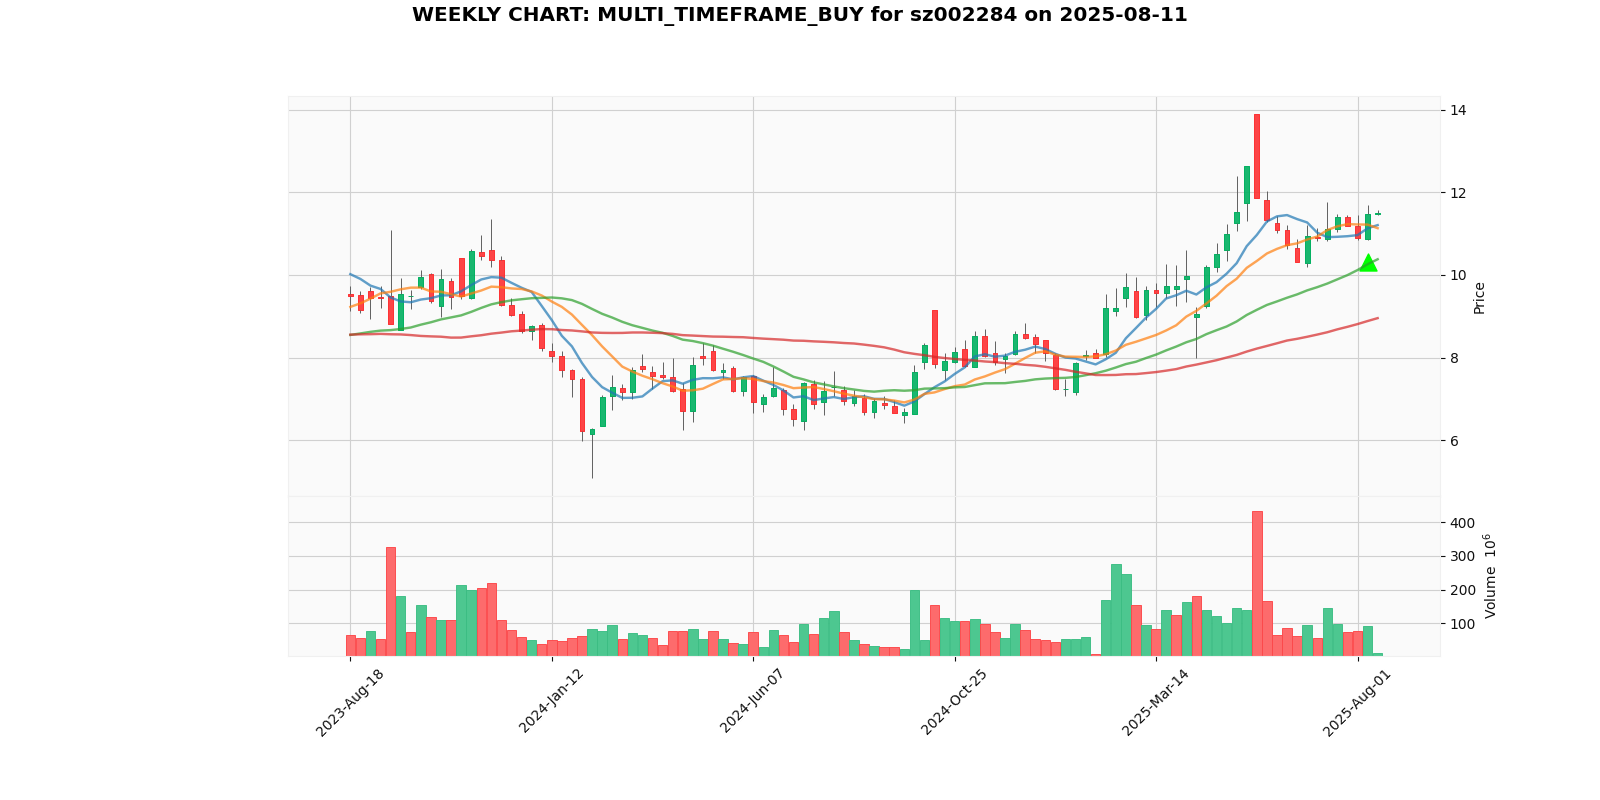 WEEKLY CHART: MULTI_TIMEFRAME_BUY for sz002284 on 2025-08-11
14
12
10
8
6
Price
400
300
200
100
Volume 10^6
2023-Aug-18
2024-Jan-12
2024-Jun-07
2024-Oct-25
2025-Mar-14
2025-Aug-01